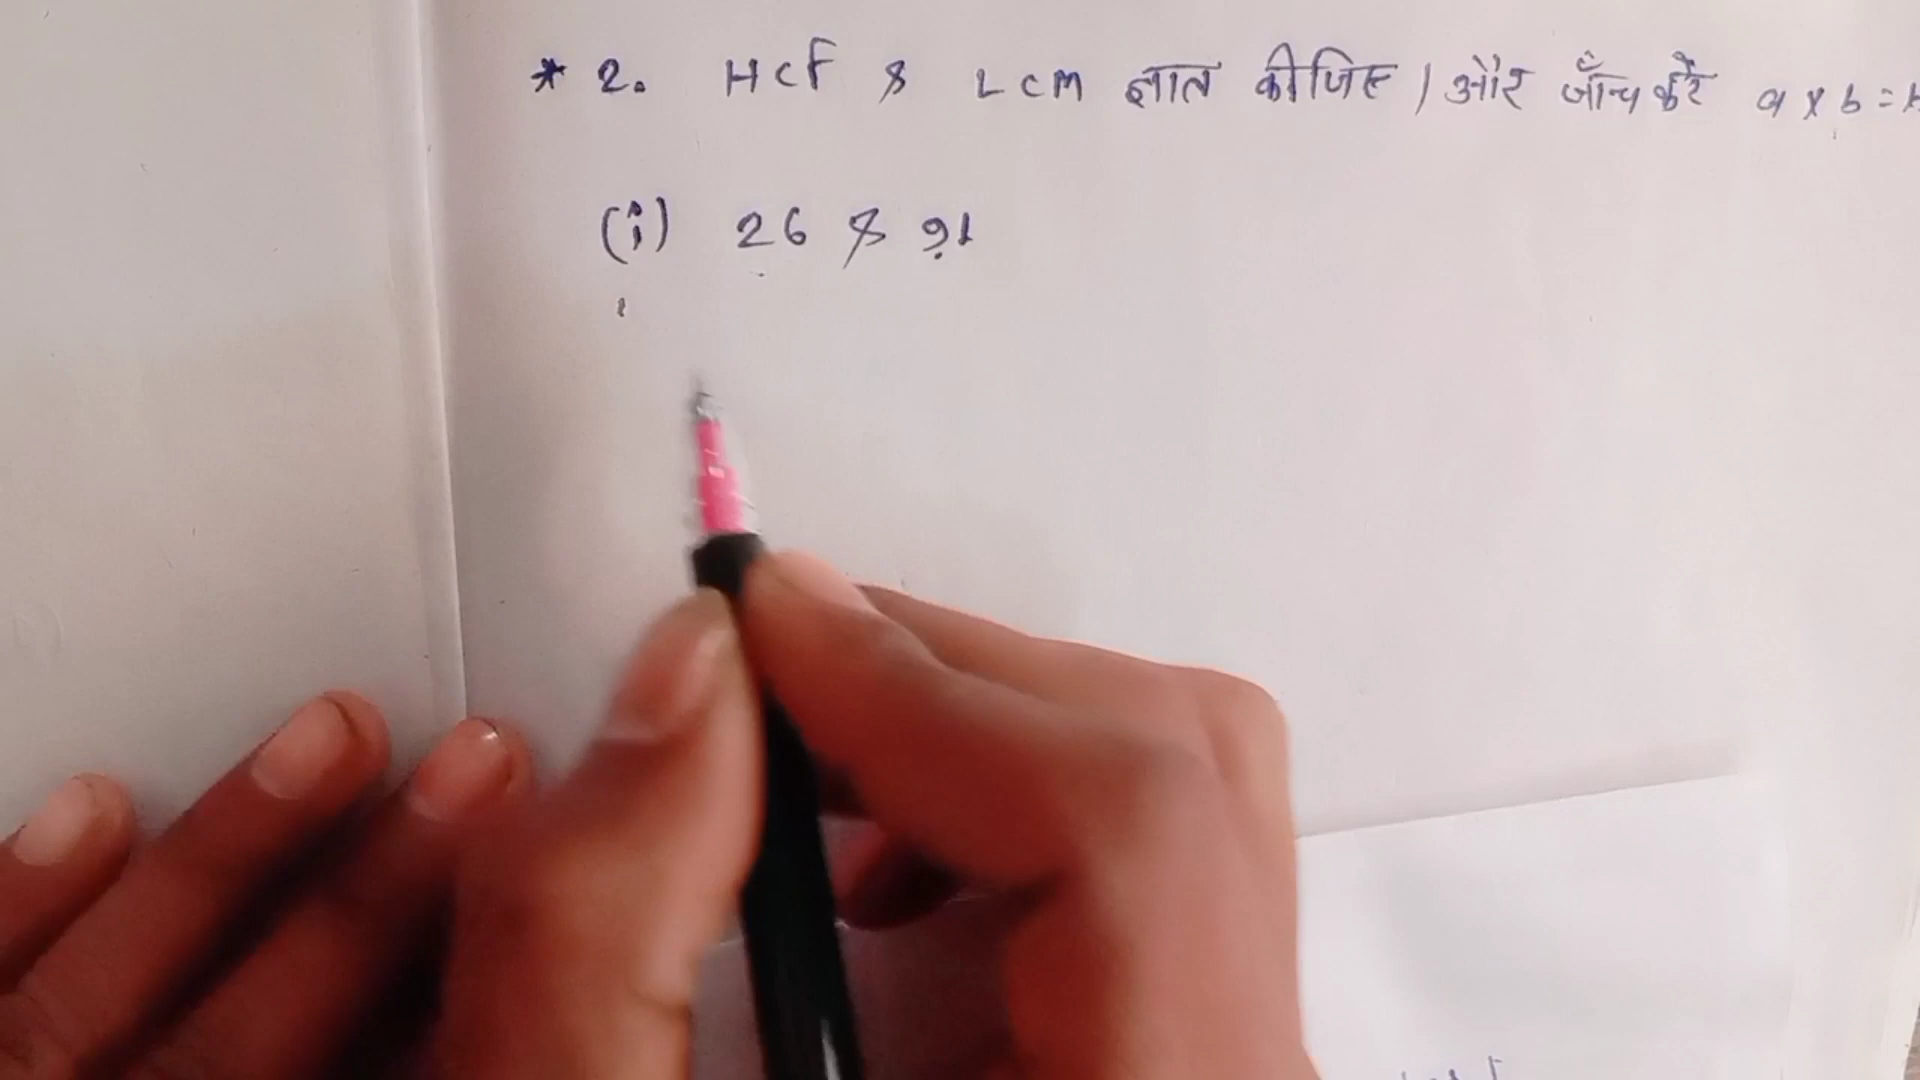 * 2. HCF & LCM ज्ञात कीजिए / और जाँच करें a x b =
(i) 26 & 91